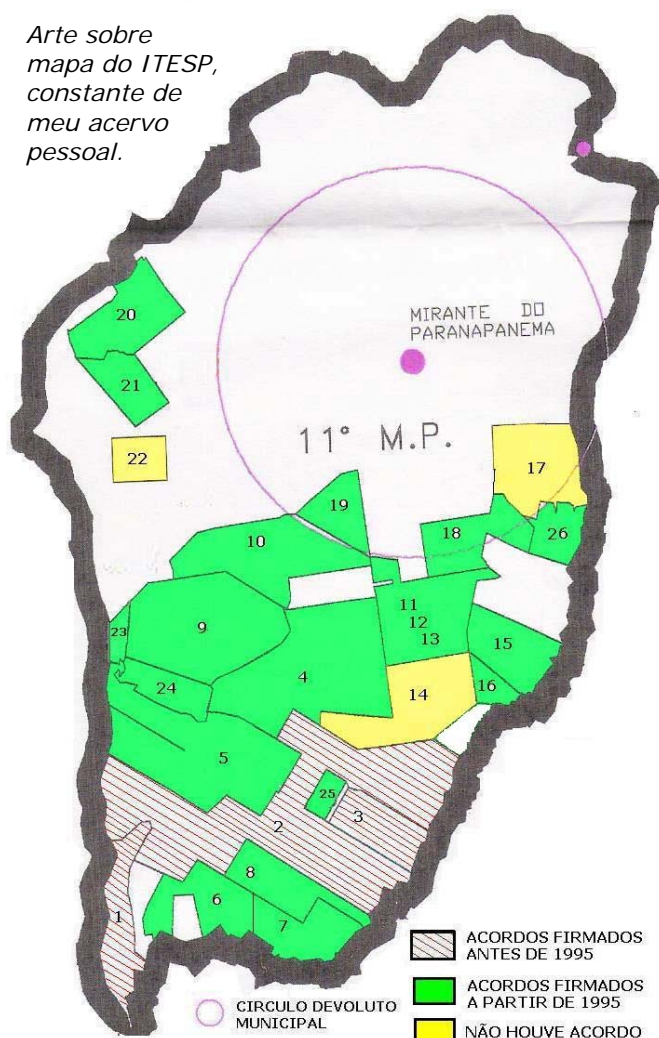 Arte sobre
mapa do ITESP,
constante de
meu acervo
pessoal.
MIRANTE DO
PARANAPANEMA
11° M.P.
20
21
22
17
19
18
26
10
11
12
13
23
9
15
4
24
14
16
5
25
2
3
8
1
6
7
ACORDOS FIRMADOS
ANTES DE 1995
ACORDOS FIRMADOS
A PARTIR DE 1995
CIRCULO DEVOLUTO
MUNICIPAL
NÃO HOUVE ACORDO